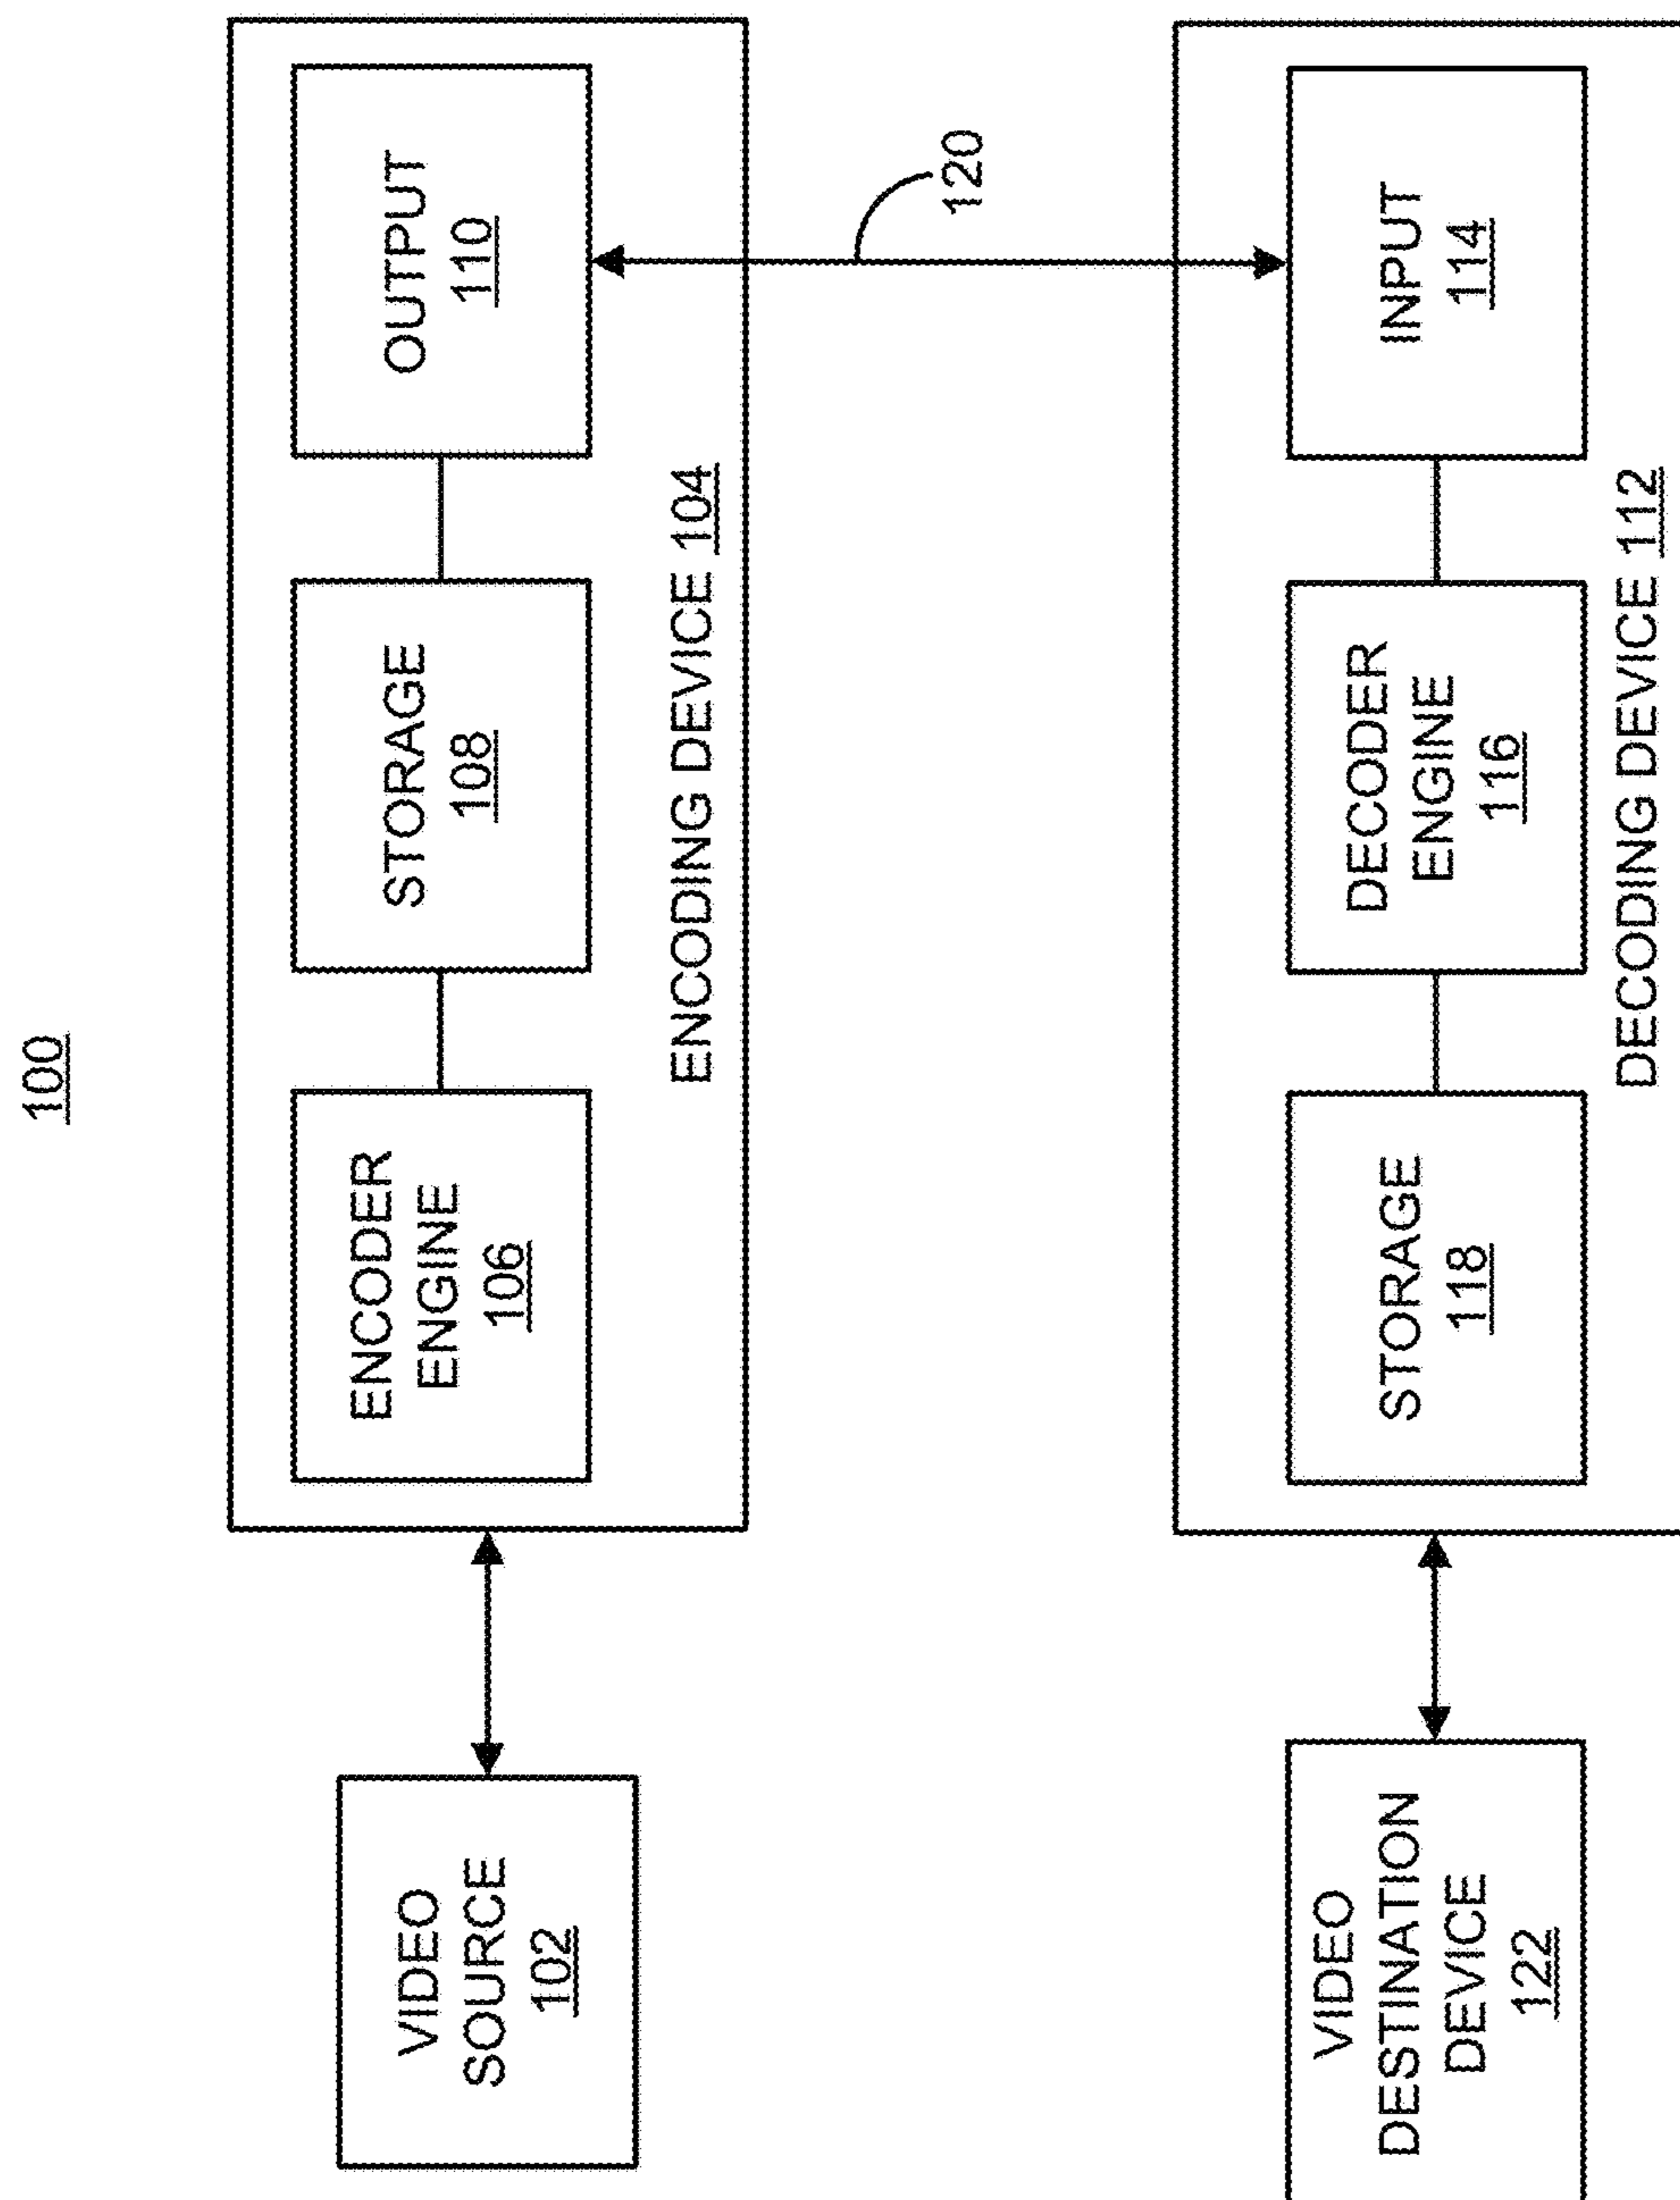 100
VIDEO
SOURCE
102
ENCODER
ENGINE
106
STORAGE
108
OUTPUT
110
ENCODING DEVICE 104
120
VIDEO
DESTINATION
DEVICE
122
STORAGE
118
DECODER
ENGINE
116
INPUT
114
DECODING DEVICE 112